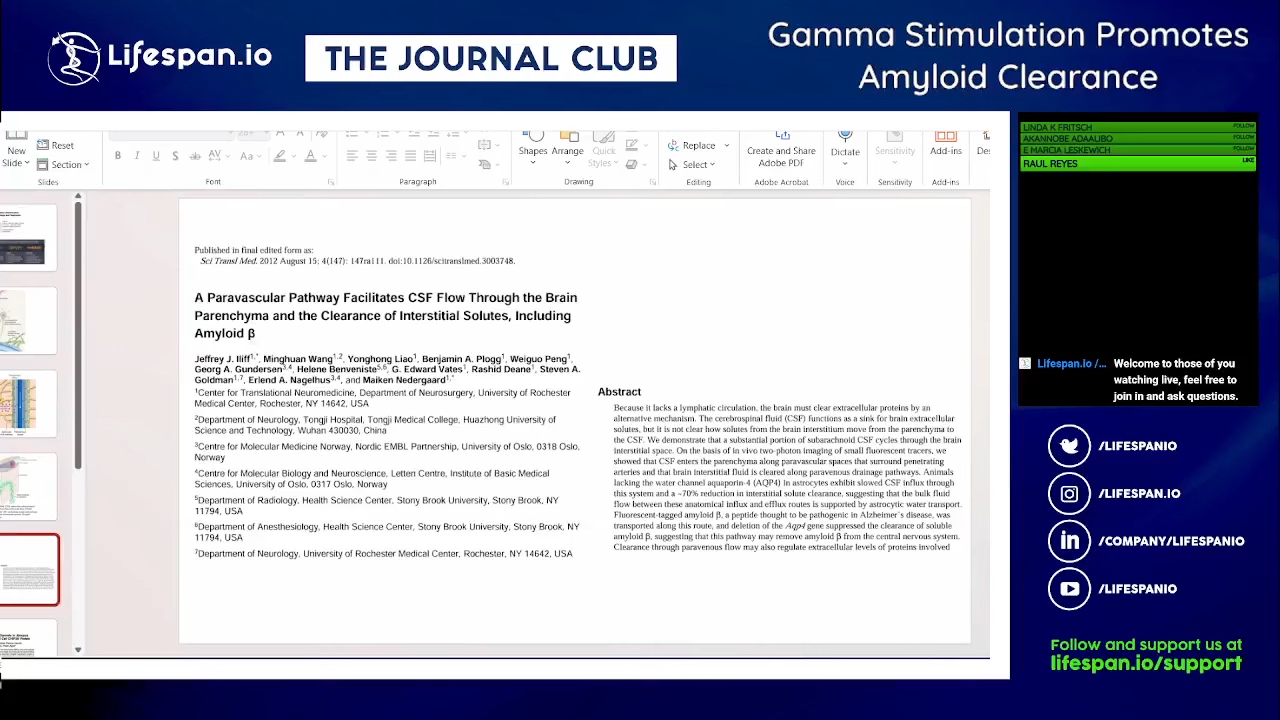 Lifespan.io
THE JOURNAL CLUB
Gamma Stimulation Promotes
Amyloid Clearance
New
Slide
Reset
Section
Slides
B I U S ab AV Aa A
Font
Paragraph
Shapes
Arrange
Quick
Styles
Drawing
Replace
Select
Editing
Create and Share
Adobe PDF
Adobe Acrobat
Dictate
Voice
Sensitivity
Sensitivity
Add-ins
Add-ins
Published in final edited form as:
Sci Transl Med. 2012 August 15; 4(147): 147ra111. doi:10.1126/scitranslmed.3003748.
A Paravascular Pathway Facilitates CSF Flow Through the Brain
Parenchyma and the Clearance of Interstitial Solutes, Including
Amyloid β
Jeffrey J. Iliff1,*, Minghuan Wang1,2, Yonghong Liao1, Benjamin A. Plogg1, Weiguo Peng1,
Georg A. Gundersen3,4, Helene Benveniste5,6, G. Edward Vates1, Rashid Deane1, Steven A.
Goldman1,7, Erlend A. Nagelhus3,4, and Maiken Nedergaard1,*
1Center for Translational Neuromedicine, Department of Neurosurgery, University of Rochester
Medical Center, Rochester, NY 14642, USA
2Department of Neurology, Tongji Hospital, Tongji Medical College, Huazhong University of
Science and Technology, Wuhan 430030, China
3Centre for Molecular Medicine Norway, Nordic EMBL Partnership, University of Oslo, 0318 Oslo,
Norway
4Centre for Molecular Biology and Neuroscience, Letten Centre, Institute of Basic Medical
Sciences, University of Oslo, 0317 Oslo, Norway
5Department of Radiology, Health Science Center, Stony Brook University, Stony Brook, NY
11794, USA
6Department of Anesthesiology, Health Science Center, Stony Brook University, Stony Brook, NY
11794, USA
7Department of Neurology, University of Rochester Medical Center, Rochester, NY 14642, USA
Abstract
Because it lacks a lymphatic circulation, the brain must clear extracellular proteins by an
alternative mechanism. The cerebrospinal fluid (CSF) functions as a sink for brain extracellular
solutes, but it is not clear how solutes from the brain interstitium move from the parenchyma to
the CSF. We demonstrate that a substantial portion of subarachnoid CSF cycles through the brain
interstitial space. On the basis of in vivo two-photon imaging of small fluorescent tracers, we
showed that CSF enters the parenchyma along paravascular spaces that surround penetrating
arteries and that brain interstitial fluid is cleared along paravenous drainage pathways. Animals
lacking the water channel aquaporin-4 (AQP4) in astrocytes exhibit slowed CSF influx through
this system and a ~70% reduction in interstitial solute clearance, suggesting that the bulk fluid
flow between these anatomical influx and efflux routes is supported by astrocytic water transport.
Fluorescent-tagged amyloid β, a peptide thought to be pathogenic in Alzheimer's disease, was
transported along this route, and deletion of the Aqp4 gene suppressed the clearance of soluble
amyloid β, suggesting that this pathway may remove amyloid β from the central nervous system.
Clearance through paravenous flow may also regulate extracellular levels of proteins involved
LINDA K FRITSCH FOLLOW
AKANNOBE ADAALIBO FOLLOW
E MARCIA LESKEWICH FOLLOW
RAUL REYES LIKE
Lifespan.io /... Welcome to those of you
watching live, feel free to
join in and ask questions.
/LIFESPANIO
/LIFESPAN.IO
/COMPANY/LIFESPANIO
/LIFESPANIO
Follow and support us at
lifespan.io/support